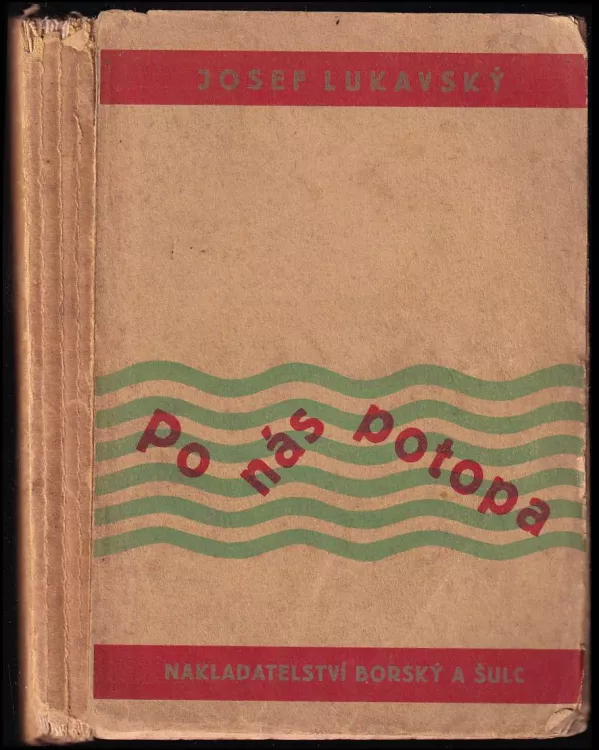 JOSEF LUKAVSKÝ
Po nás potopa
NAKLADATELSTVÍ BORSKÝ A ŠULC